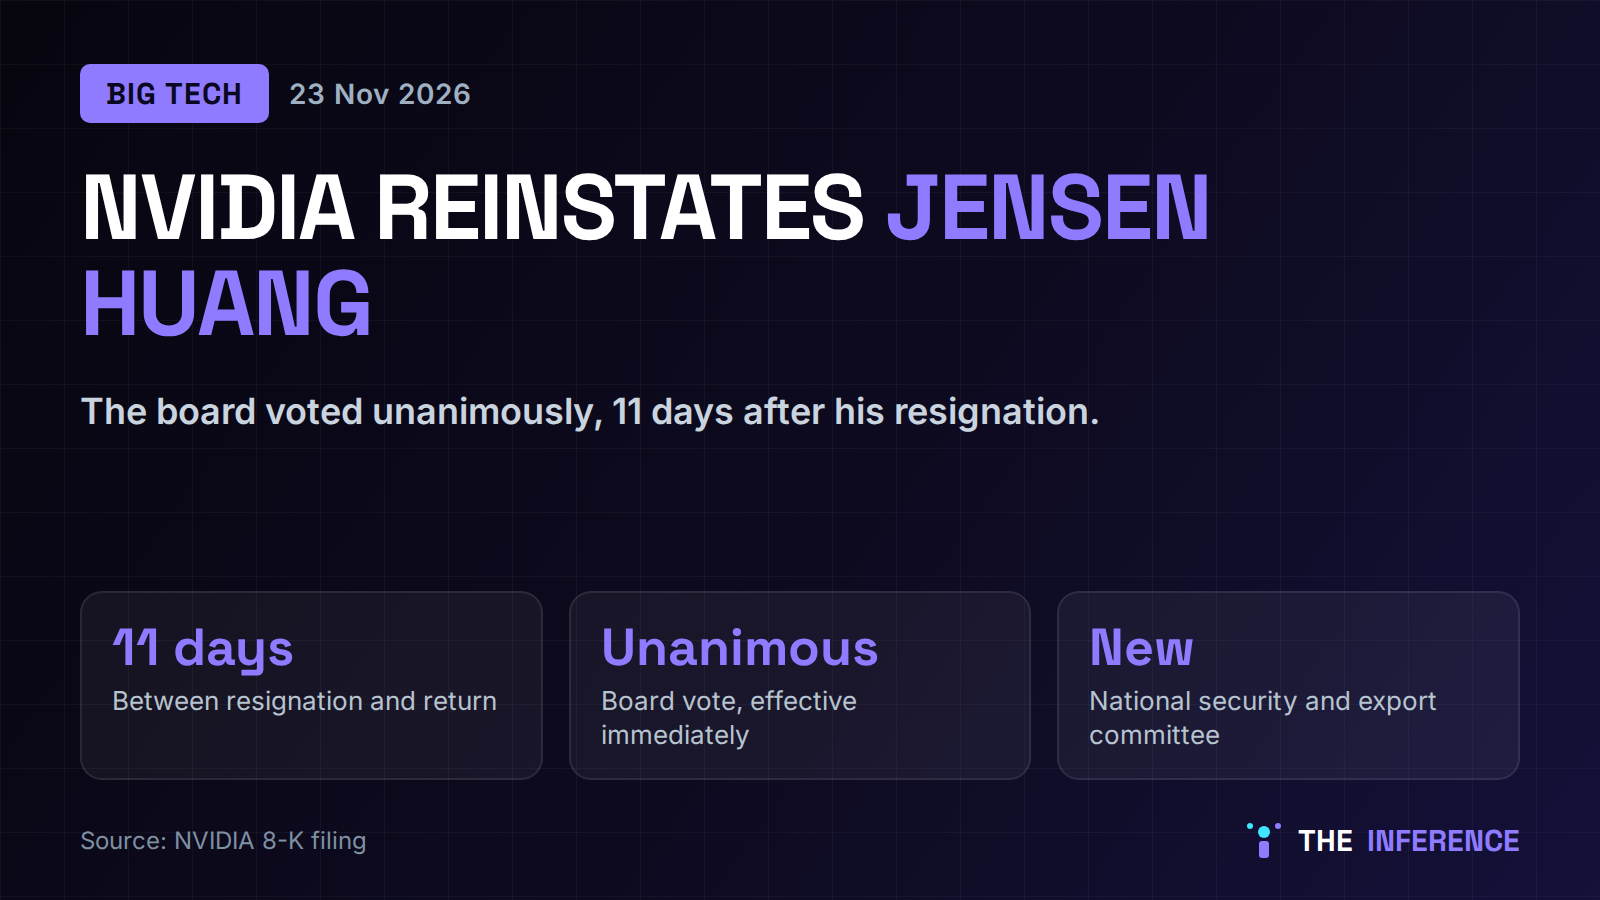 BIG TECH
23 Nov 2026
NVIDIA REINSTATES JENSEN
HUANG
The board voted unanimously, 11 days after his resignation.
11 days
Between resignation and return
Unanimous
Board vote, effective
immediately
New
National security and export
committee
Source: NVIDIA 8-K filing
THE INFERENCE